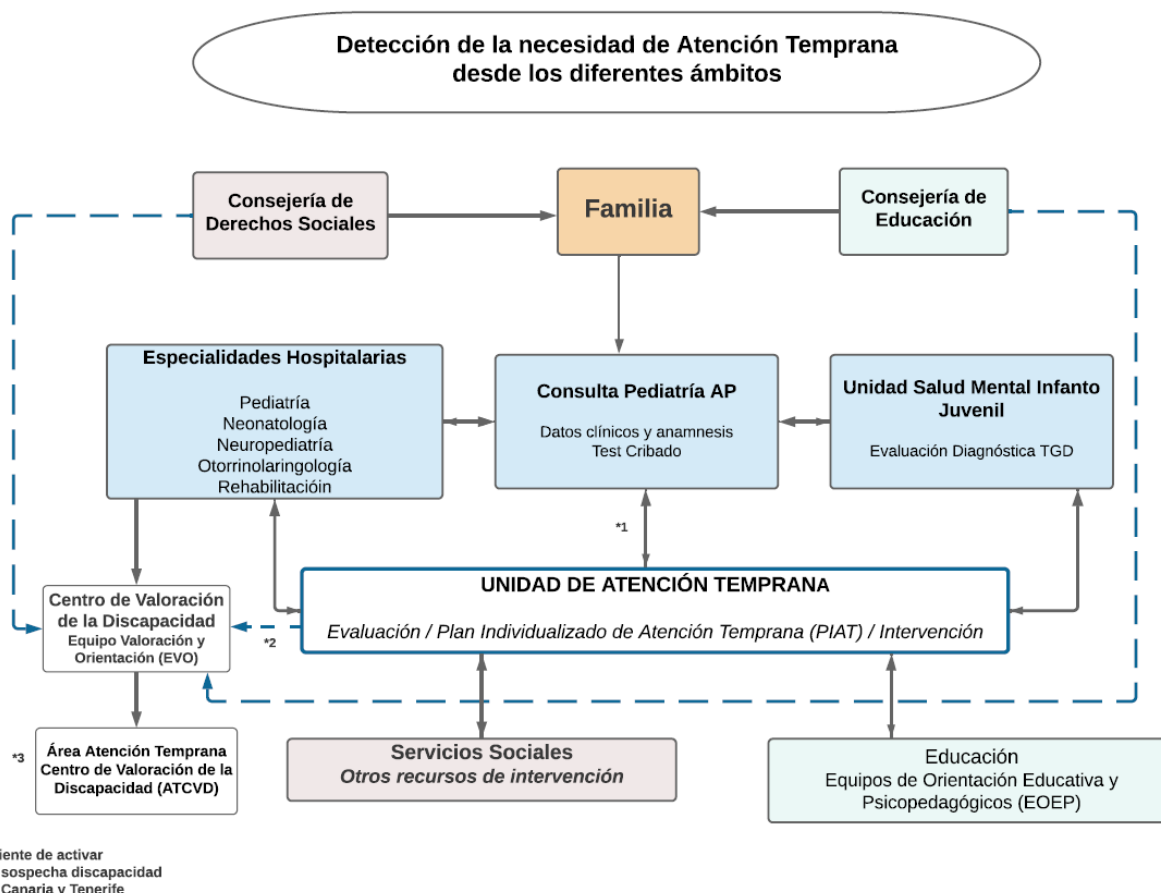 Detección de la necesidad de Atención Temprana
desde los diferentes ámbitos
Consejería de
Derechos Sociales
Familia
Consejería de
Educación
Especialidades Hospitalarias
Pediatría
Neonatología
Neuropediatría
Otorrinolaringología
Rehabilitacióin
Consulta Pediatría AP
Datos clínicos y anamnesis
Test Cribado
Unidad Salud Mental Infanto
Juvenil
Evaluación Diagnóstica TGD
*1
UNIDAD DE ATENCIÓN TEMPRANA
Evaluación / Plan Individualizado de Atención Temprana (PIAT) / Intervención
Centro de Valoración
de la Discapacidad
Equipo Valoración y
Orientación (EVO)
*2
*3
Área Atención Temprana
Centro de Valoración de la
Discapacidad (ATCVD)
Servicios Sociales
Otros recursos de intervención
Educación
Equipos de Orientación Educativa y
Psicopedagógicos (EOEP)
iente de activar
sospecha discapacidad
Canaria y Tenerife